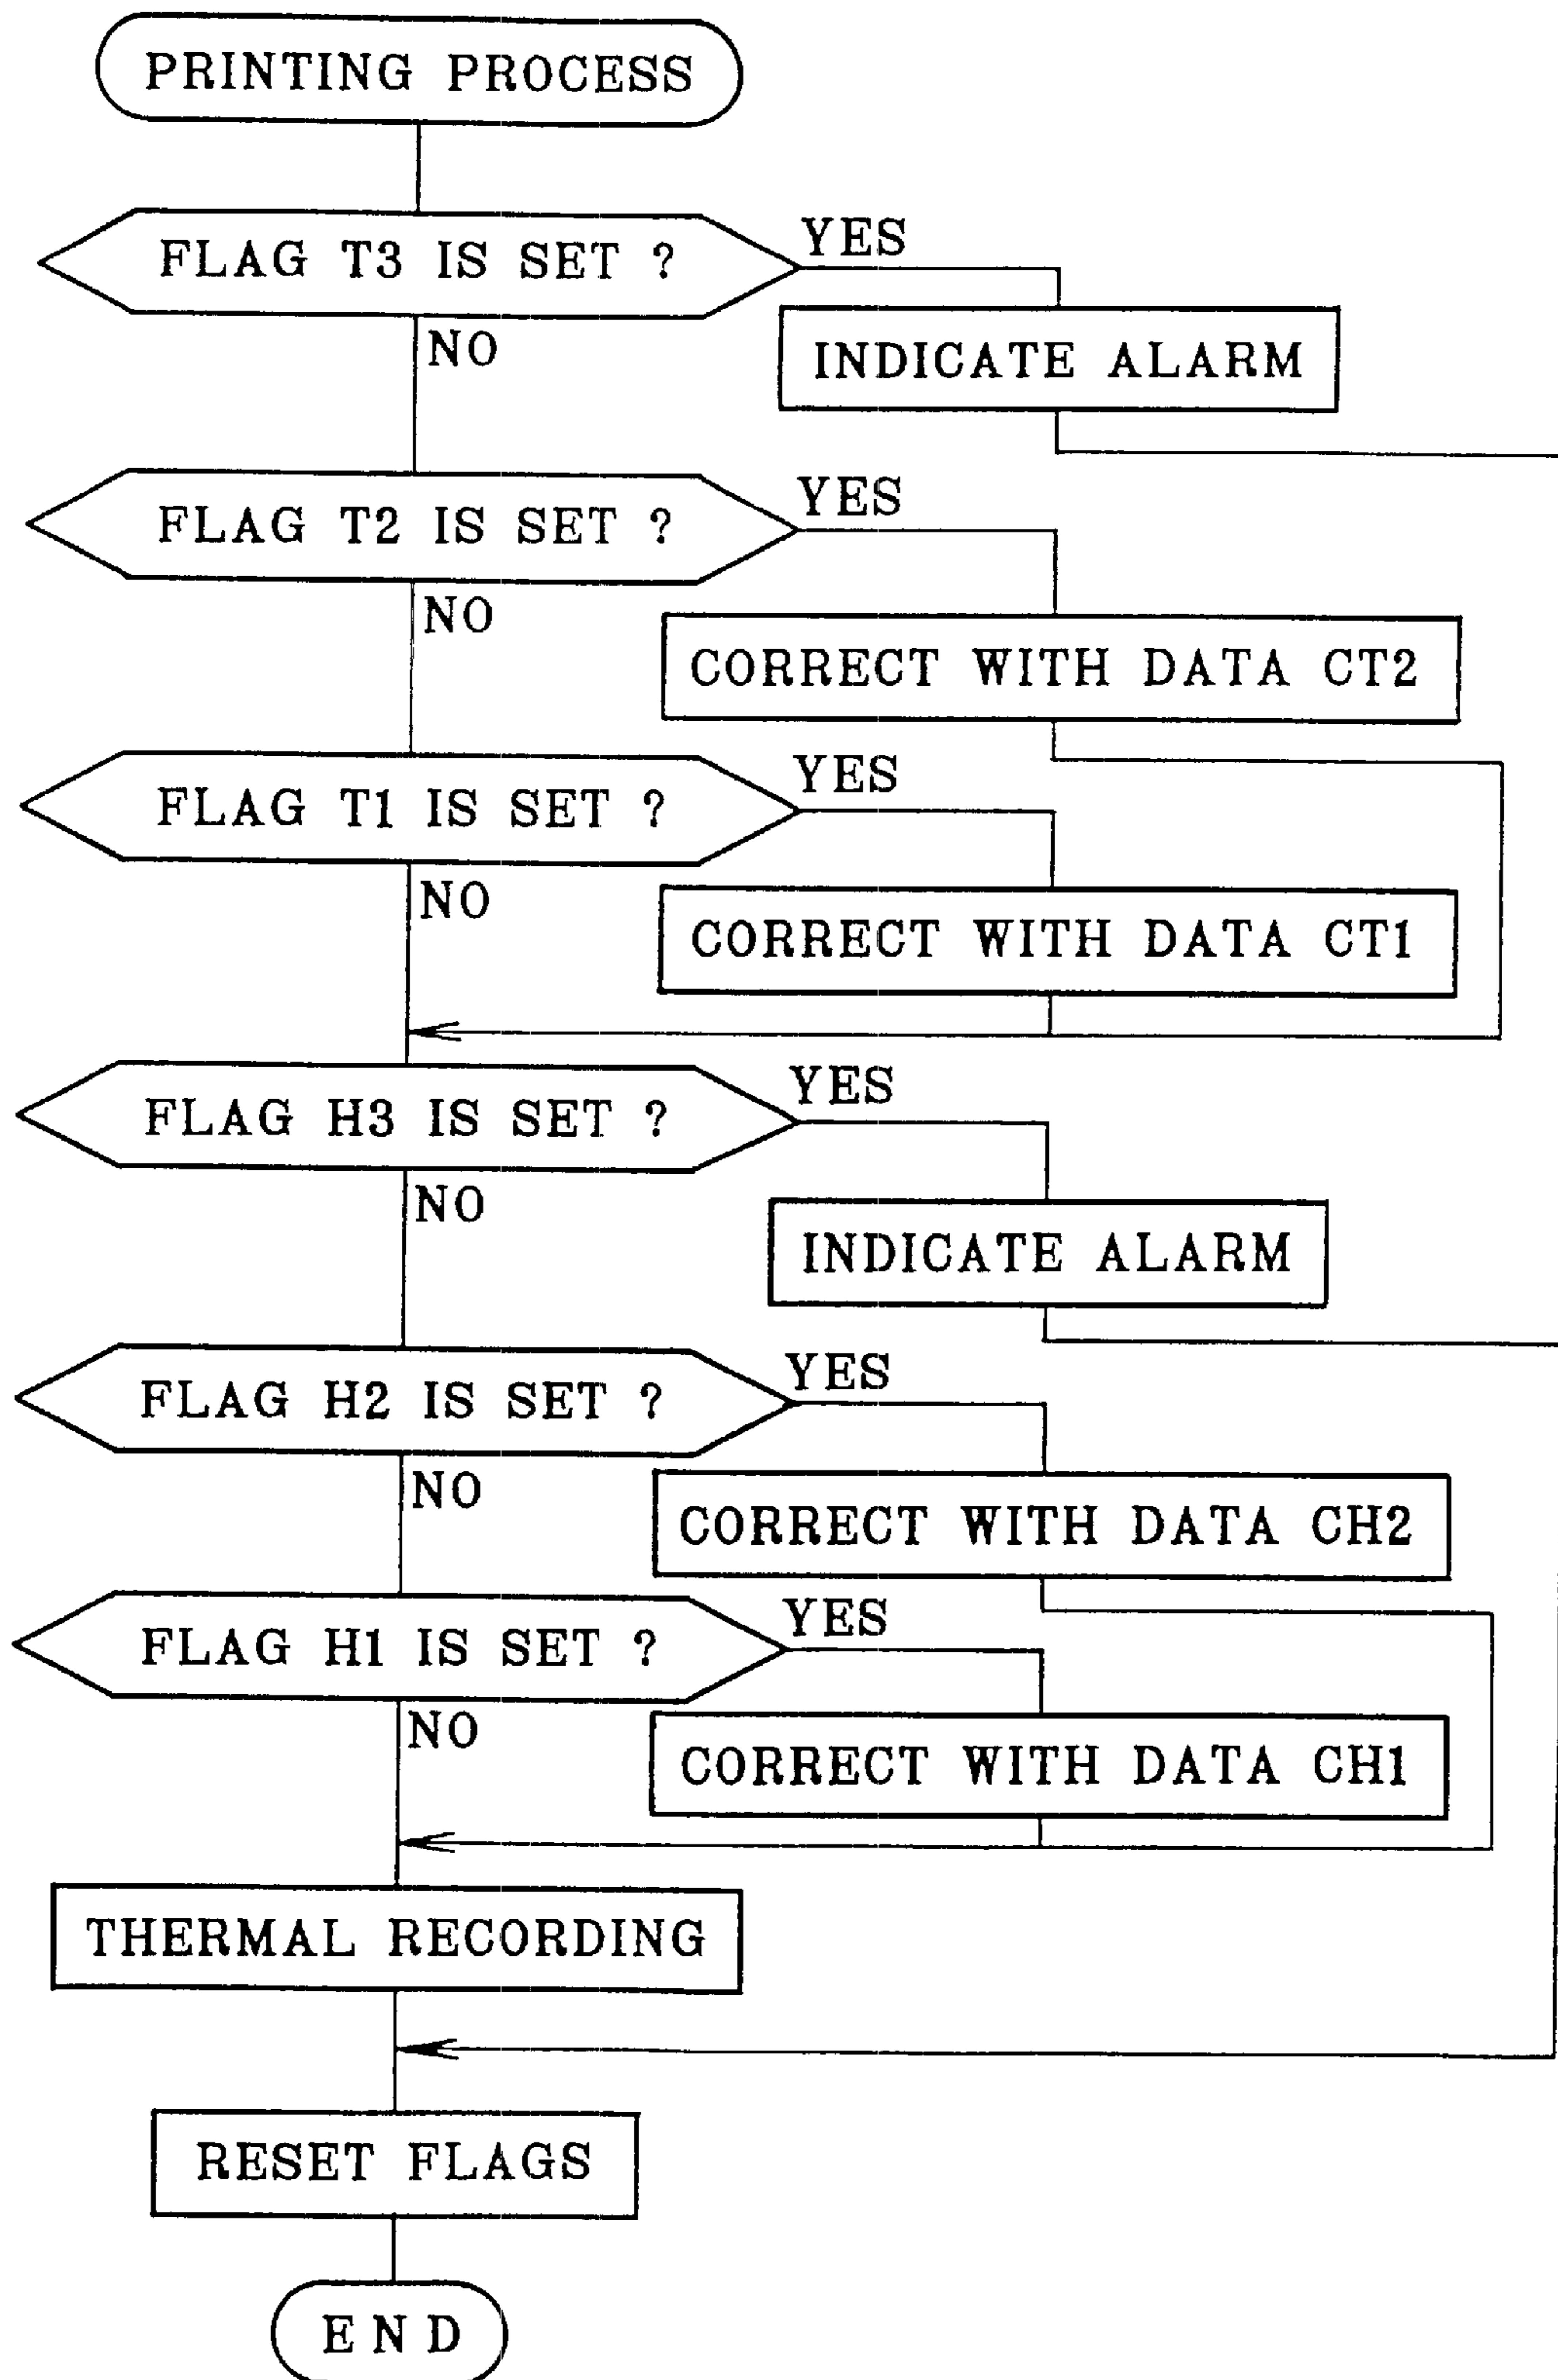 PRINTING PROCESS
FLAG T3 IS SET ?
YES
INDICATE ALARM
NO
FLAG T2 IS SET ?
YES
NO
CORRECT WITH DATA CT2
FLAG T1 IS SET ?
YES
NO
CORRECT WITH DATA CT1
FLAG H3 IS SET ?
YES
NO
INDICATE ALARM
FLAG H2 IS SET ?
YES
NO
CORRECT WITH DATA CH2
FLAG H1 IS SET ?
YES
NO
CORRECT WITH DATA CH1
THERMAL RECORDING
RESET FLAGS
END